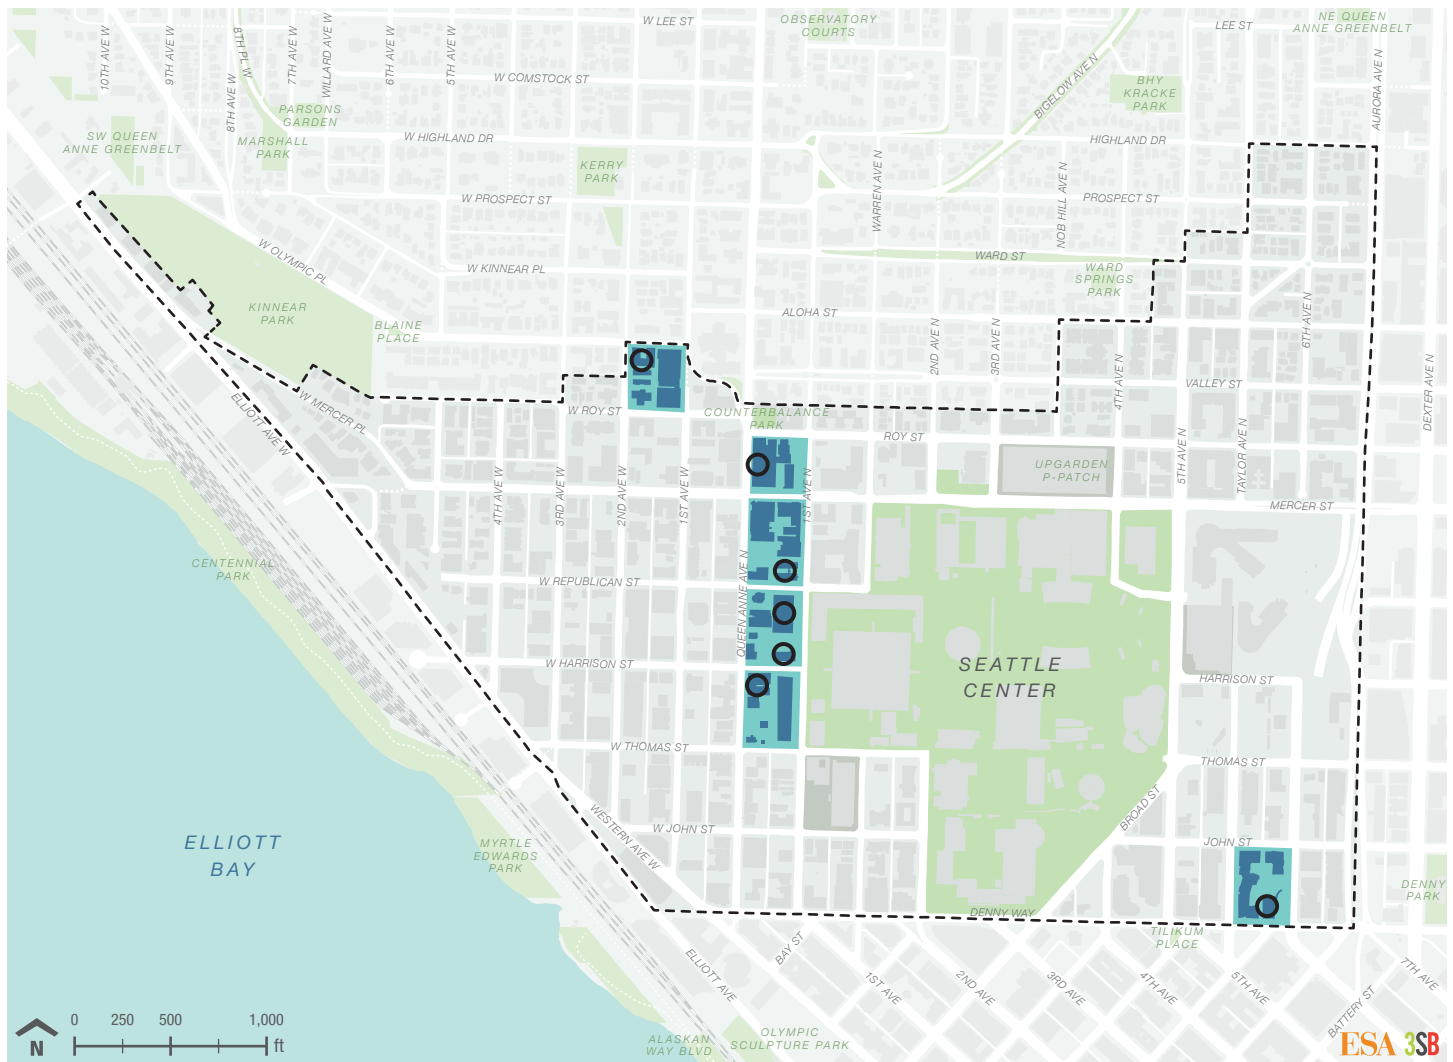 W LEE ST
OBSERVATORY
COURTS
LEE ST
NE QUEEN
ANNE GREENBELT
10TH AVE W
9TH AVE W
8TH PL W
8TH AVE W
7TH AVE W
WILLARD AVE W
6TH AVE W
5TH AVE W
W COMSTOCK ST
BIGELOW AVE N
BHY
KRACKE
PARK
AURORA AVE N
PARSONS
GARDEN
SW QUEEN
ANNE GREENBELT
MARSHALL
PARK
W HIGHLAND DR
HIGHLAND DR
KERRY
PARK
WARREN AVE N
NOB HILL AVE N
W PROSPECT ST
PROSPECT ST
W OLYMPIC PL
W KINNEAR PL
WARD ST
WARD
SPRINGS
PARK
KINNEAR
PARK
BLAINE
PLACE
ALOHA ST
2ND AVE N
3RD AVE N
4TH AVE N
6TH AVE N
DEXTER AVE N
VALLEY ST
ELLIOTT AVE W
W MERCER PL
W ROY ST
COUNTERBALANCE
PARK
ROY ST
UPGARDEN
P-PATCH
5TH AVE N
TAYLOR AVE N
4TH AVE W
3RD AVE W
2ND AVE W
1ST AVE W
1ST AVE N
MERCER ST
CENTENNIAL
PARK
W REPUBLICAN ST
QUEEN ANNE AVE N
W HARRISON ST
SEATTLE
CENTER
HARRISON ST
W THOMAS ST
THOMAS ST
BROAD ST
WESTERN AVE W
W JOHN ST
JOHN ST
ELLIOTT
BAY
MYRTLE
EDWARDS
PARK
DENNY
PARK
DENNY WAY
TILIKUM
PLACE
ELLIOTT AVE
BAY ST
1ST AVE
2ND AVE
3RD AVE
4TH AVE
5TH AVE
BATTERY ST
7TH AVE
ALASKAN
WAY BLVD
OLYMPIC
SCULPTURE PARK
N
0 250 500 1,000
ft
ESA 3SB